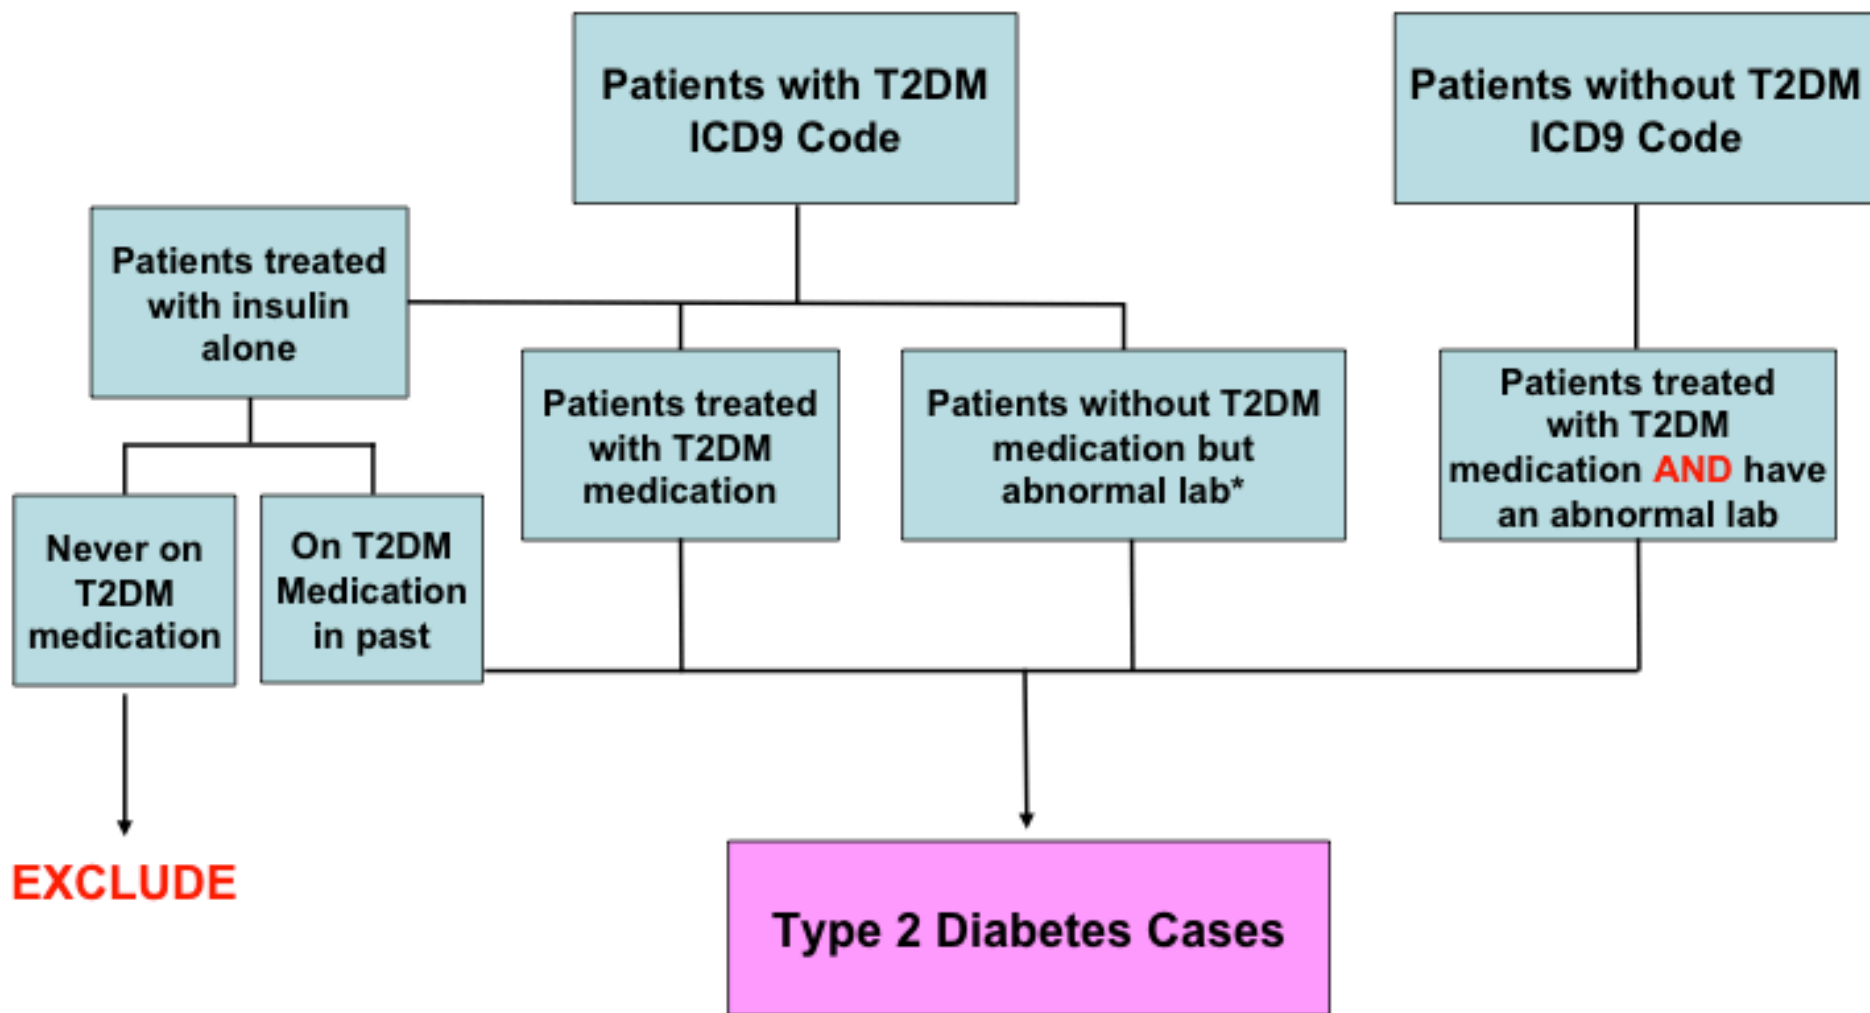 Patients with T2DM
ICD9 Code
Patients without T2DM
ICD9 Code
Patients treated
with insulin
alone
Patients treated
with T2DM
medication
Patients without T2DM
medication but
abnormal lab*
Patients treated
with T2DM
medication AND have
an abnormal lab
Never on
T2DM
medication
On T2DM
Medication
in past
EXCLUDE
Type 2 Diabetes Cases